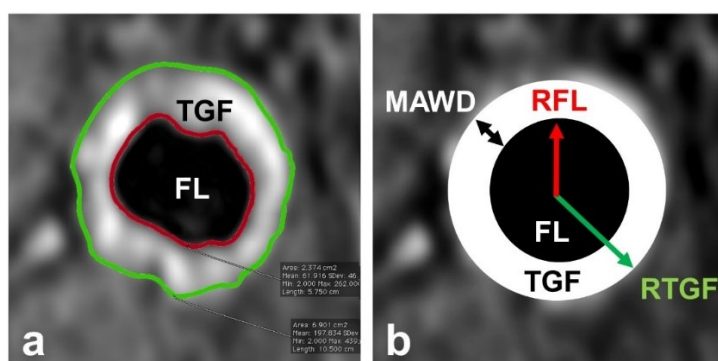 TGF
FL
Area: 2.374 cm2
Mean: 61.916 SDev: 46.
Min: 2.000 Max: 262.00
Length: 5.750 cm
Area: 6.901 cm2
Mean: 197.834 SDev
Min: 2.000 Max: 439
Length: 10.500 cm
a
MAWD
RFL
FL
TGF
RTGF
b